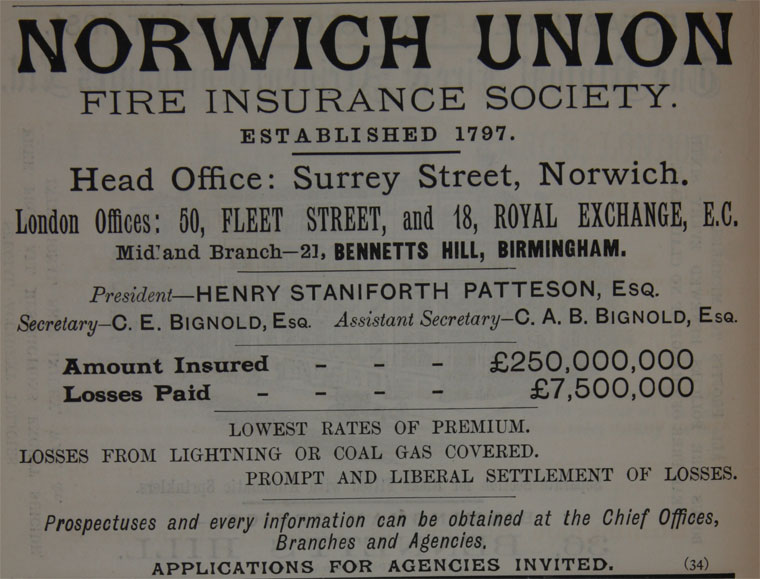 NORWICH UNION
FIRE INSURANCE SOCIETY.
ESTABLISHED 1797.
Head Office: Surrey Street, Norwich.
London Offices: 50, FLEET STREET, and 18, ROYAL EXCHANGE, E.C.
Mid'and Branch—21, BENNETTS HILL, BIRMINGHAM.
President—HENRY STANIFORTH PATTESON, ESQ.
Secretary—C. E. BIGNOLD, ESQ. Assistant Secretary—C. A. B. BIGNOLD, ESQ.
Amount Insured - - - - £250,000,000
Losses Paid - - - - £7,500,000
LOWEST RATES OF PREMIUM.
LOSSES FROM LIGHTNING OR COAL GAS COVERED.
PROMPT AND LIBERAL SETTLEMENT OF LOSSES.
Prospectuses and every information can be obtained at the Chief Offices,
Branches and Agencies.
APPLICATIONS FOR AGENCIES INVITED. (34)